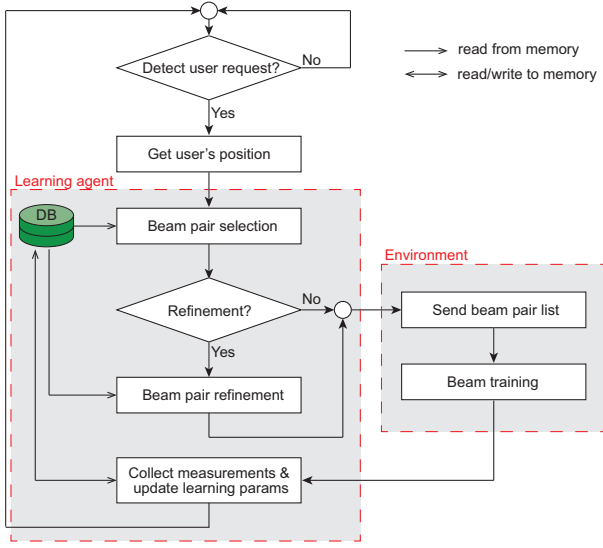 Detect user request?
No
read from memory
read/write to memory
Yes
Get user's position
Learning agent
DB
Beam pair selection
Environment
Refinement?
No
Send beam pair list
Yes
Beam training
Beam pair refinement
Collect measurements &
update learning params